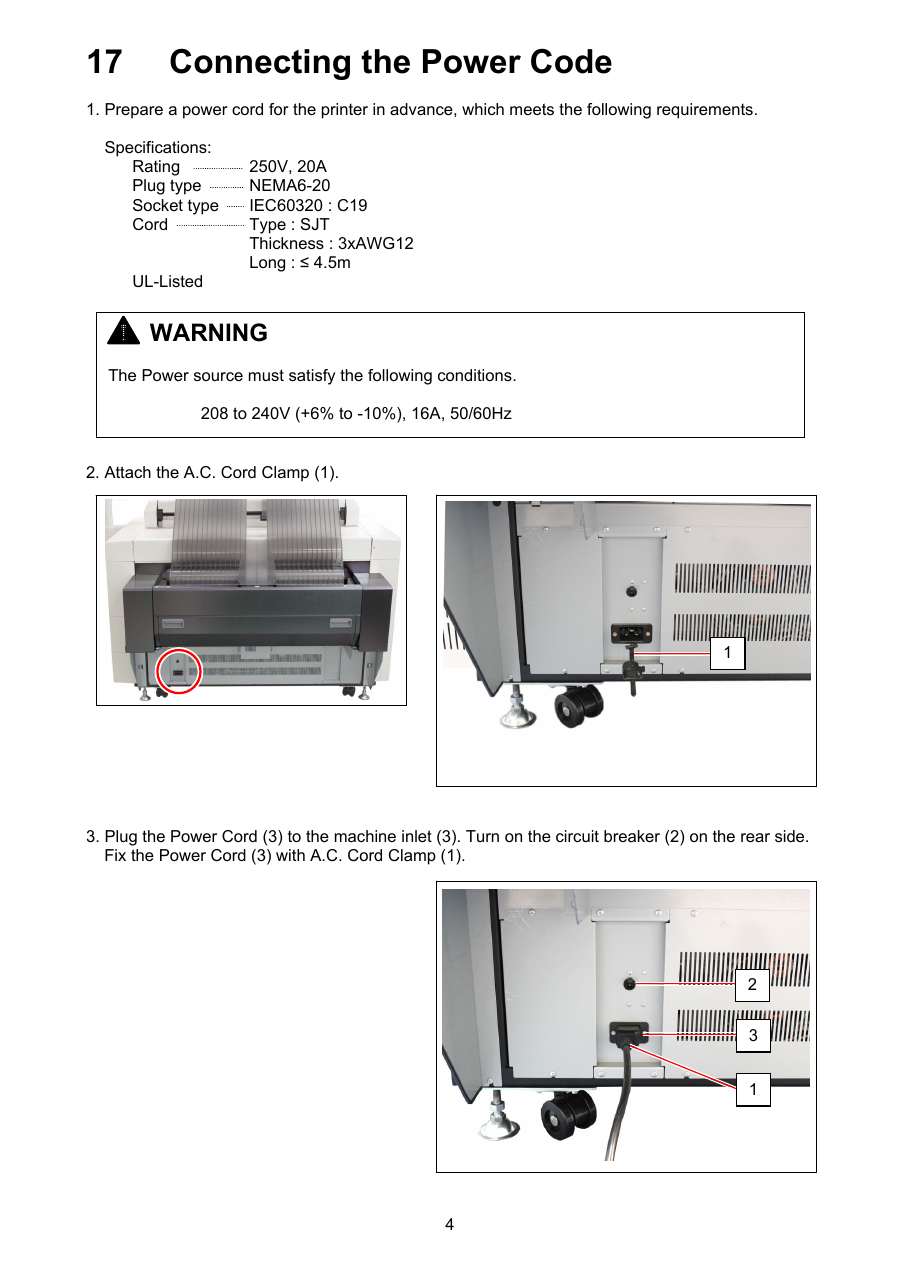 17 Connecting the Power Code
1. Prepare a power cord for the printer in advance, which meets the following requirements.
Specifications:
Rating ........................ 250V, 20A
Plug type ............... NEMA6-20
Socket type ........ IEC60320 : C19
Cord .............................. Type : SJT
Thickness : 3xAWG12
Long : ≤ 4.5m
UL-Listed
WARNING
The Power source must satisfy the following conditions.
208 to 240V (+6% to -10%), 16A, 50/60Hz
2. Attach the A.C. Cord Clamp (1).
1
3. Plug the Power Cord (3) to the machine inlet (3). Turn on the circuit breaker (2) on the rear side.
Fix the Power Cord (3) with A.C. Cord Clamp (1).
2
3
1
4